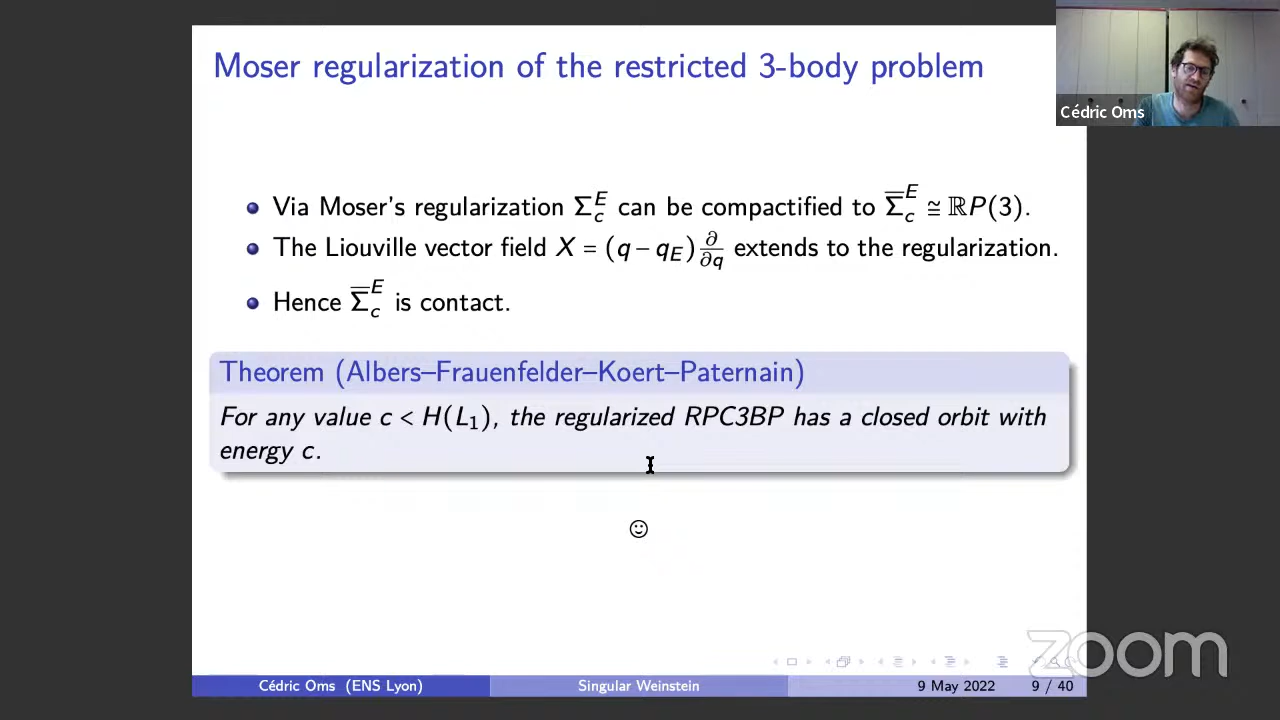 Moser regularization of the restricted 3-body problem
Cédric Oms
Via Moser's regularization Σ_c^E can be compactified to Σ̅_c^E ≅ ℝP(3).
The Liouville vector field X = (q − q_E) ∂/∂q extends to the regularization.
Hence Σ̅_c^E is contact.
Theorem (Albers–Frauenfelder–Koert–Paternain)
For any value c < H(L₁), the regularized RPC3BP has a closed orbit with
energy c.
zoom
Cédric Oms (ENS Lyon) Singular Weinstein 9 May 2022 9 / 40